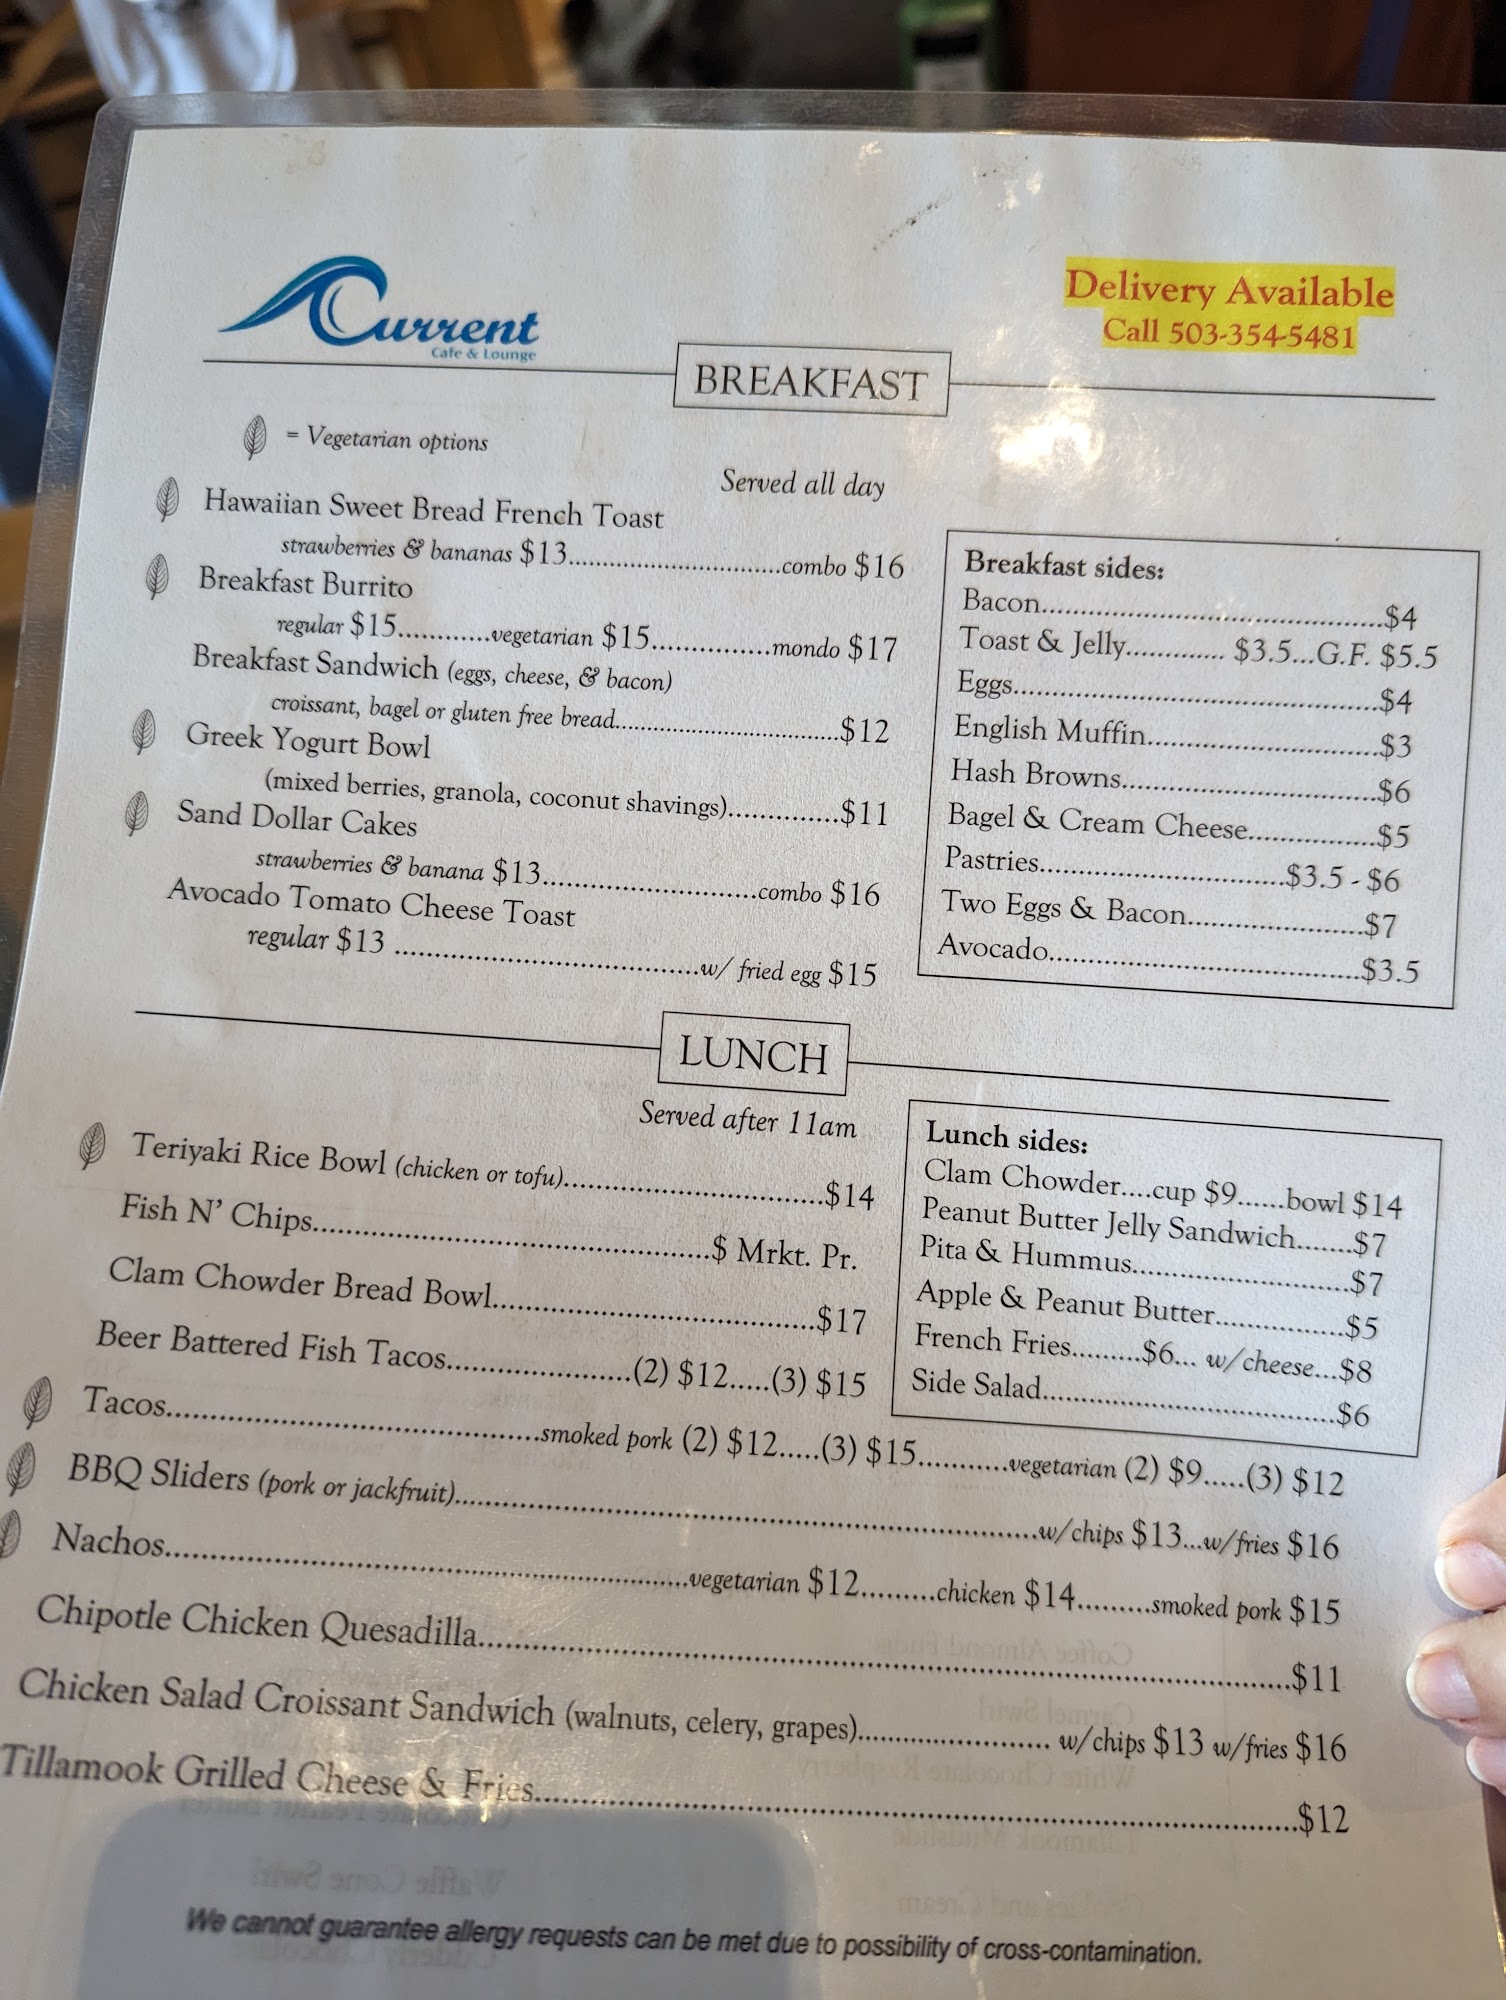 Current
Cafe & Lounge
Delivery Available
Call 503-354-5481
BREAKFAST
= Vegetarian options
Served all day
Hawaiian Sweet Bread French Toast
strawberries & bananas $13..............................combo $16
Breakfast Burrito
regular $15............vegetarian $15...............mondo $17
Breakfast Sandwich (eggs, cheese, & bacon)
croissant, bagel or gluten free bread................................$12
Greek Yogurt Bowl
(mixed berries, granola, coconut shavings)...............$11
Sand Dollar Cakes
strawberries & banana $13..............................combo $16
Avocado Tomato Cheese Toast
regular $13 ..........................................w/ fried egg $15
Breakfast sides:
Bacon................................................$4
Toast & Jelly............. $3.5...G.F. $5.5
Eggs...................................................$4
English Muffin................................$3
Hash Browns...................................$6
Bagel & Cream Cheese.................$5
Pastries..................................$3.5 - $6
Two Eggs & Bacon........................$7
Avocado...........................................$3.5
LUNCH
Served after 11am
Teriyaki Rice Bowl (chicken or tofu)...................................$14
Fish N' Chips.....................................................$ Mrkt. Pr.
Clam Chowder Bread Bowl...........................................$17
Beer Battered Fish Tacos........................(2) $12.....(3) $15
Tacos..................................................smoked pork (2) $12.....(3) $15...........vegetarian (2) $9.....(3) $12
BBQ Sliders (pork or jackfruit)..............................................................................w/chips $13...w/fries $16
Nachos.....................................................................vegetarian $12.........chicken $14.........smoked pork $15
Chipotle Chicken Quesadilla.............................................................................................................$11
Chicken Salad Croissant Sandwich (walnuts, celery, grapes)......................... w/chips $13 w/fries $16
Tillamook Grilled Cheese & Fries.....................................................................................................$12
Lunch sides:
Clam Chowder....cup $9......bowl $14
Peanut Butter Jelly Sandwich.......$7
Pita & Hummus.............................$7
Apple & Peanut Butter.................$5
French Fries.........$6... w/cheese...$8
Side Salad.......................................$6
We cannot guarantee allergy requests can be met due to possibility of cross-contamination.